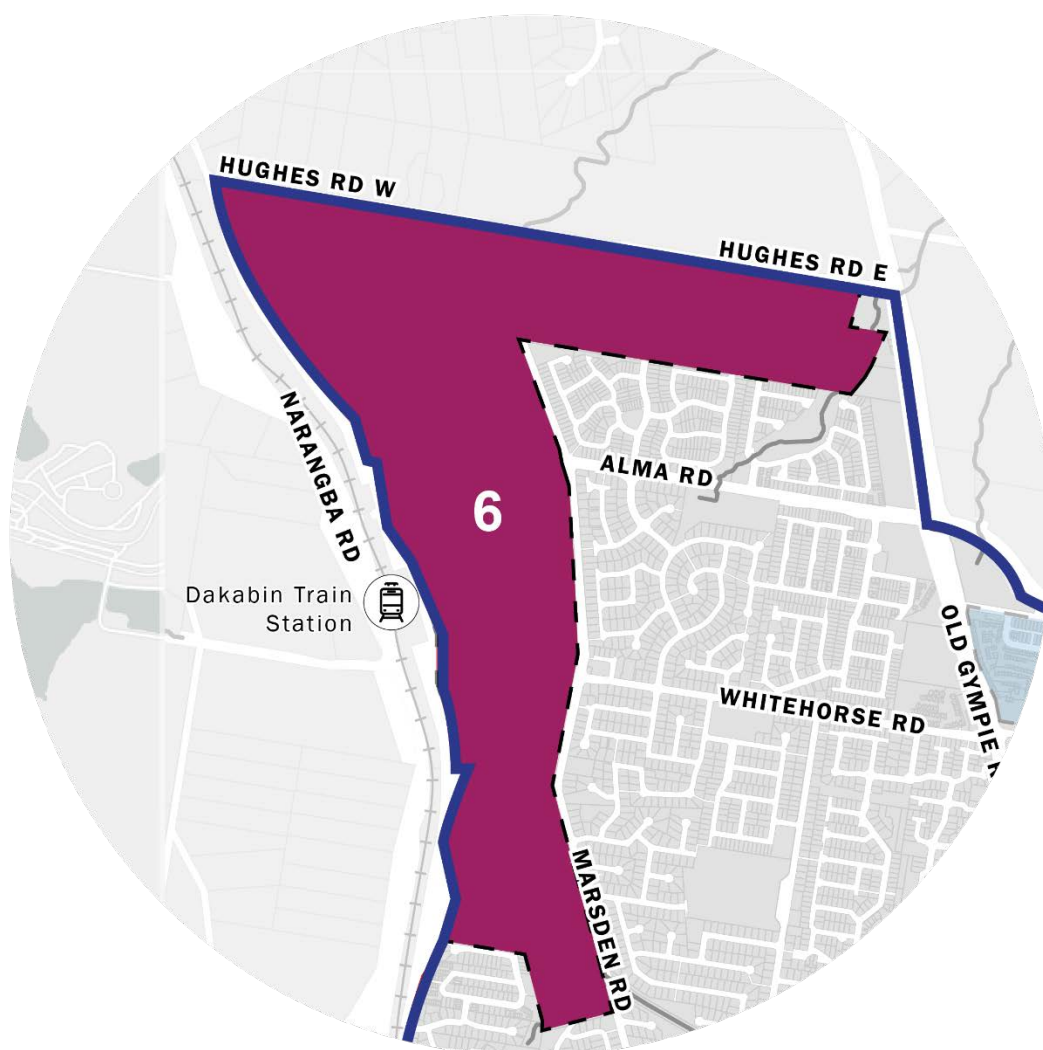 HUGHES RD W
HUGHES RD E
NARANGBA RD
ALMA RD
6
Dakabin Train
Station
OLD GYMPIE R
WHITEHORSE RD
MARSDEN RD